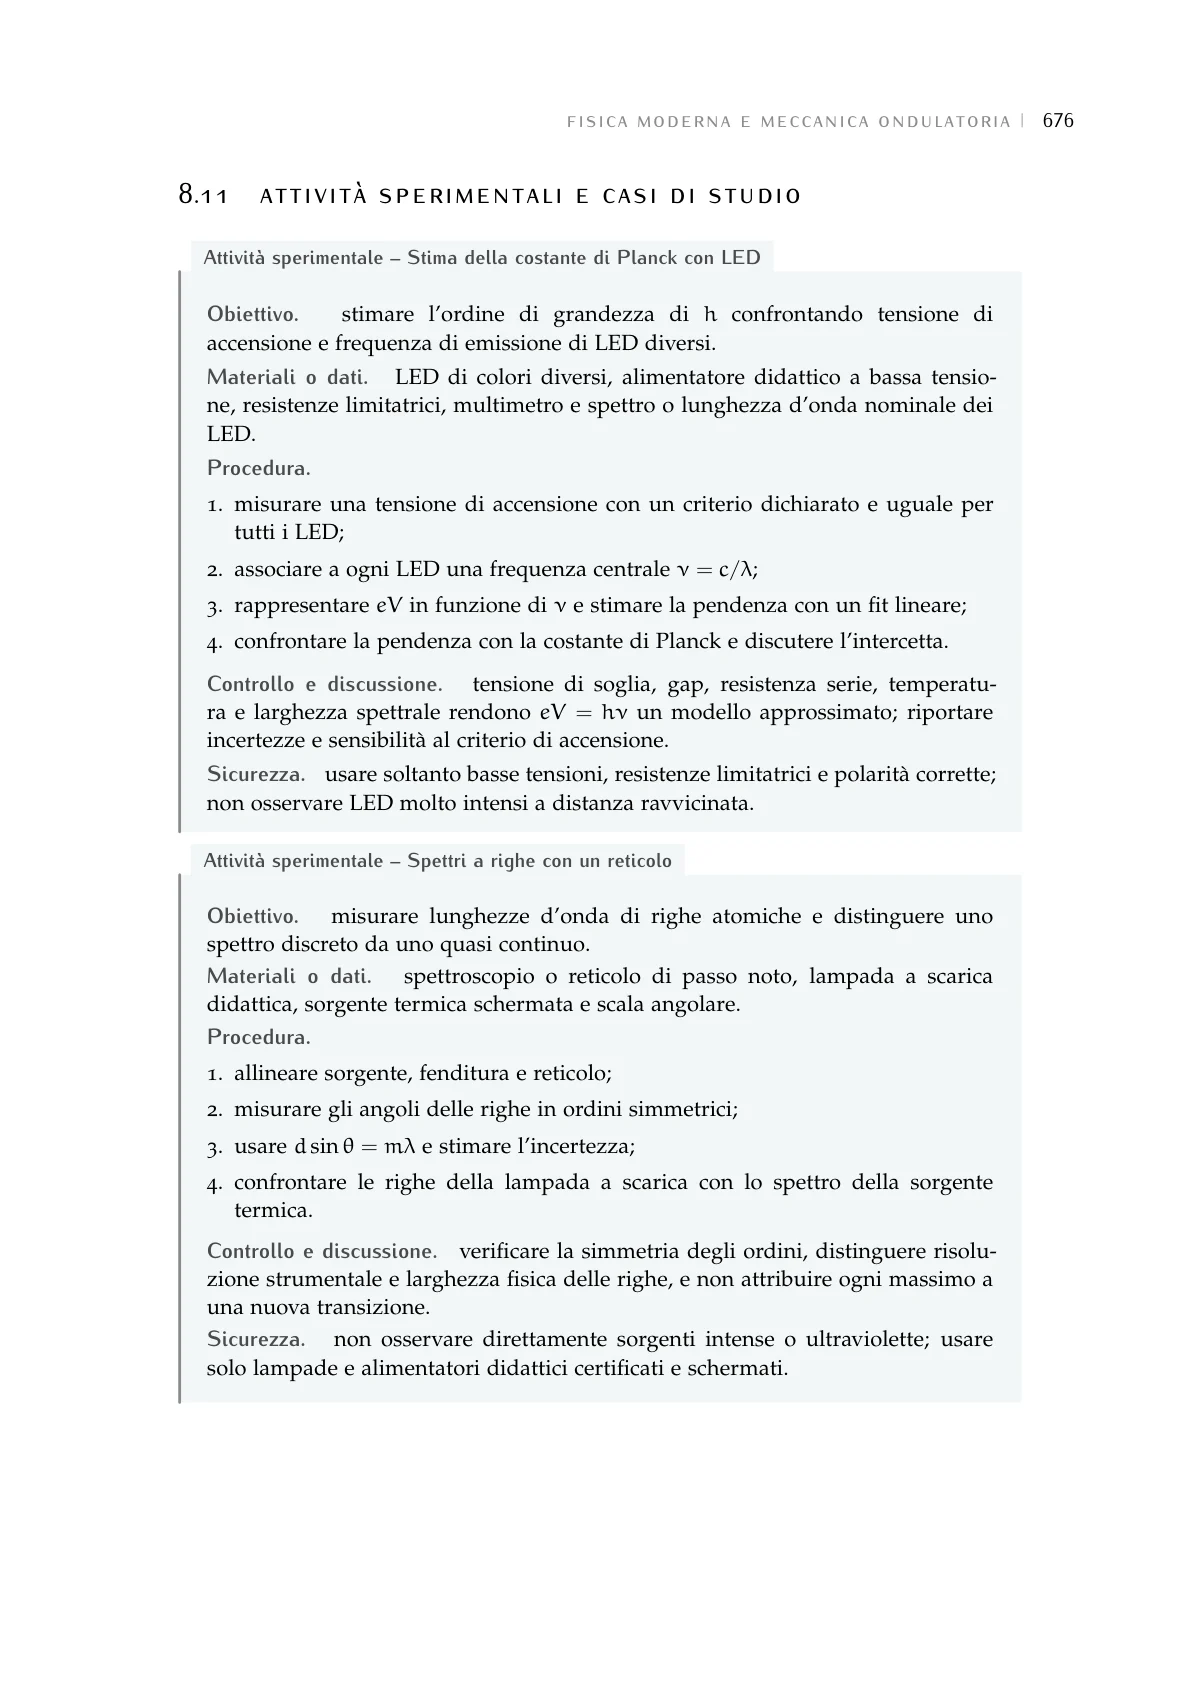 FISICA MODERNA E MECCANICA ONDULATORIA | 676
8.11 ATTIVITÀ SPERIMENTALI E CASI DI STUDIO
Attività sperimentale – Stima della costante di Planck con LED
Obiettivo. stimare l'ordine di grandezza di h confrontando tensione di
accensione e frequenza di emissione di LED diversi.
Materiali o dati. LED di colori diversi, alimentatore didattico a bassa tensio-
ne, resistenze limitatrici, multimetro e spettro o lunghezza d'onda nominale dei
LED.
Procedura.
1. misurare una tensione di accensione con un criterio dichiarato e uguale per
tutti i LED;
2. associare a ogni LED una frequenza centrale ν = c/λ;
3. rappresentare eV in funzione di ν e stimare la pendenza con un fit lineare;
4. confrontare la pendenza con la costante di Planck e discutere l'intercetta.
Controllo e discussione. tensione di soglia, gap, resistenza serie, temperatu-
ra e larghezza spettrale rendono eV = hν un modello approssimato; riportare
incertezze e sensibilità al criterio di accensione.
Sicurezza. usare soltanto basse tensioni, resistenze limitatrici e polarità corrette;
non osservare LED molto intensi a distanza ravvicinata.
Attività sperimentale – Spettri a righe con un reticolo
Obiettivo. misurare lunghezze d'onda di righe atomiche e distinguere uno
spettro discreto da uno quasi continuo.
Materiali o dati. spettroscopio o reticolo di passo noto, lampada a scarica
didattica, sorgente termica schermata e scala angolare.
Procedura.
1. allineare sorgente, fenditura e reticolo;
2. misurare gli angoli delle righe in ordini simmetrici;
3. usare d sin θ = mλ e stimare l'incertezza;
4. confrontare le righe della lampada a scarica con lo spettro della sorgente
termica.
Controllo e discussione. verificare la simmetria degli ordini, distinguere risolu-
zione strumentale e larghezza fisica delle righe, e non attribuire ogni massimo a
una nuova transizione.
Sicurezza. non osservare direttamente sorgenti intense o ultraviolette; usare
solo lampade e alimentatori didattici certificati e schermati.